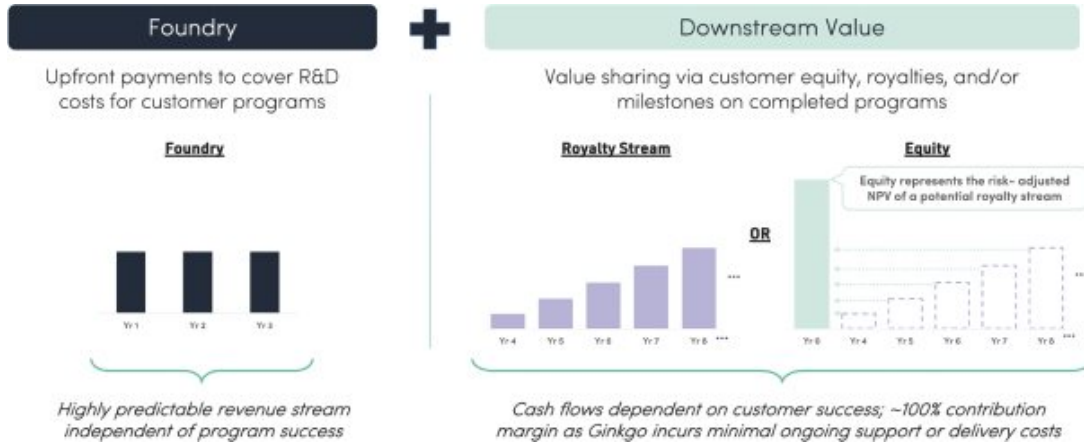 Foundry
Upfront payments to cover R&D
costs for customer programs
Foundry
Yr 1 Yr 2 Yr 3
Highly predictable revenue stream
independent of program success
Downstream Value
Value sharing via customer equity, royalties, and/or
milestones on completed programs
Royalty Stream
...
Yr 4 Yr 5 Yr 6 Yr 7 Yr 8 ...
OR
Equity
Equity represents the risk- adjusted
NPV of a potential royalty stream
...
Yr 0 Yr 4 Yr 5 Yr 6 Yr 7 Yr 8 ...
Cash flows dependent on customer success; ~100% contribution
margin as Ginkgo incurs minimal ongoing support or delivery costs